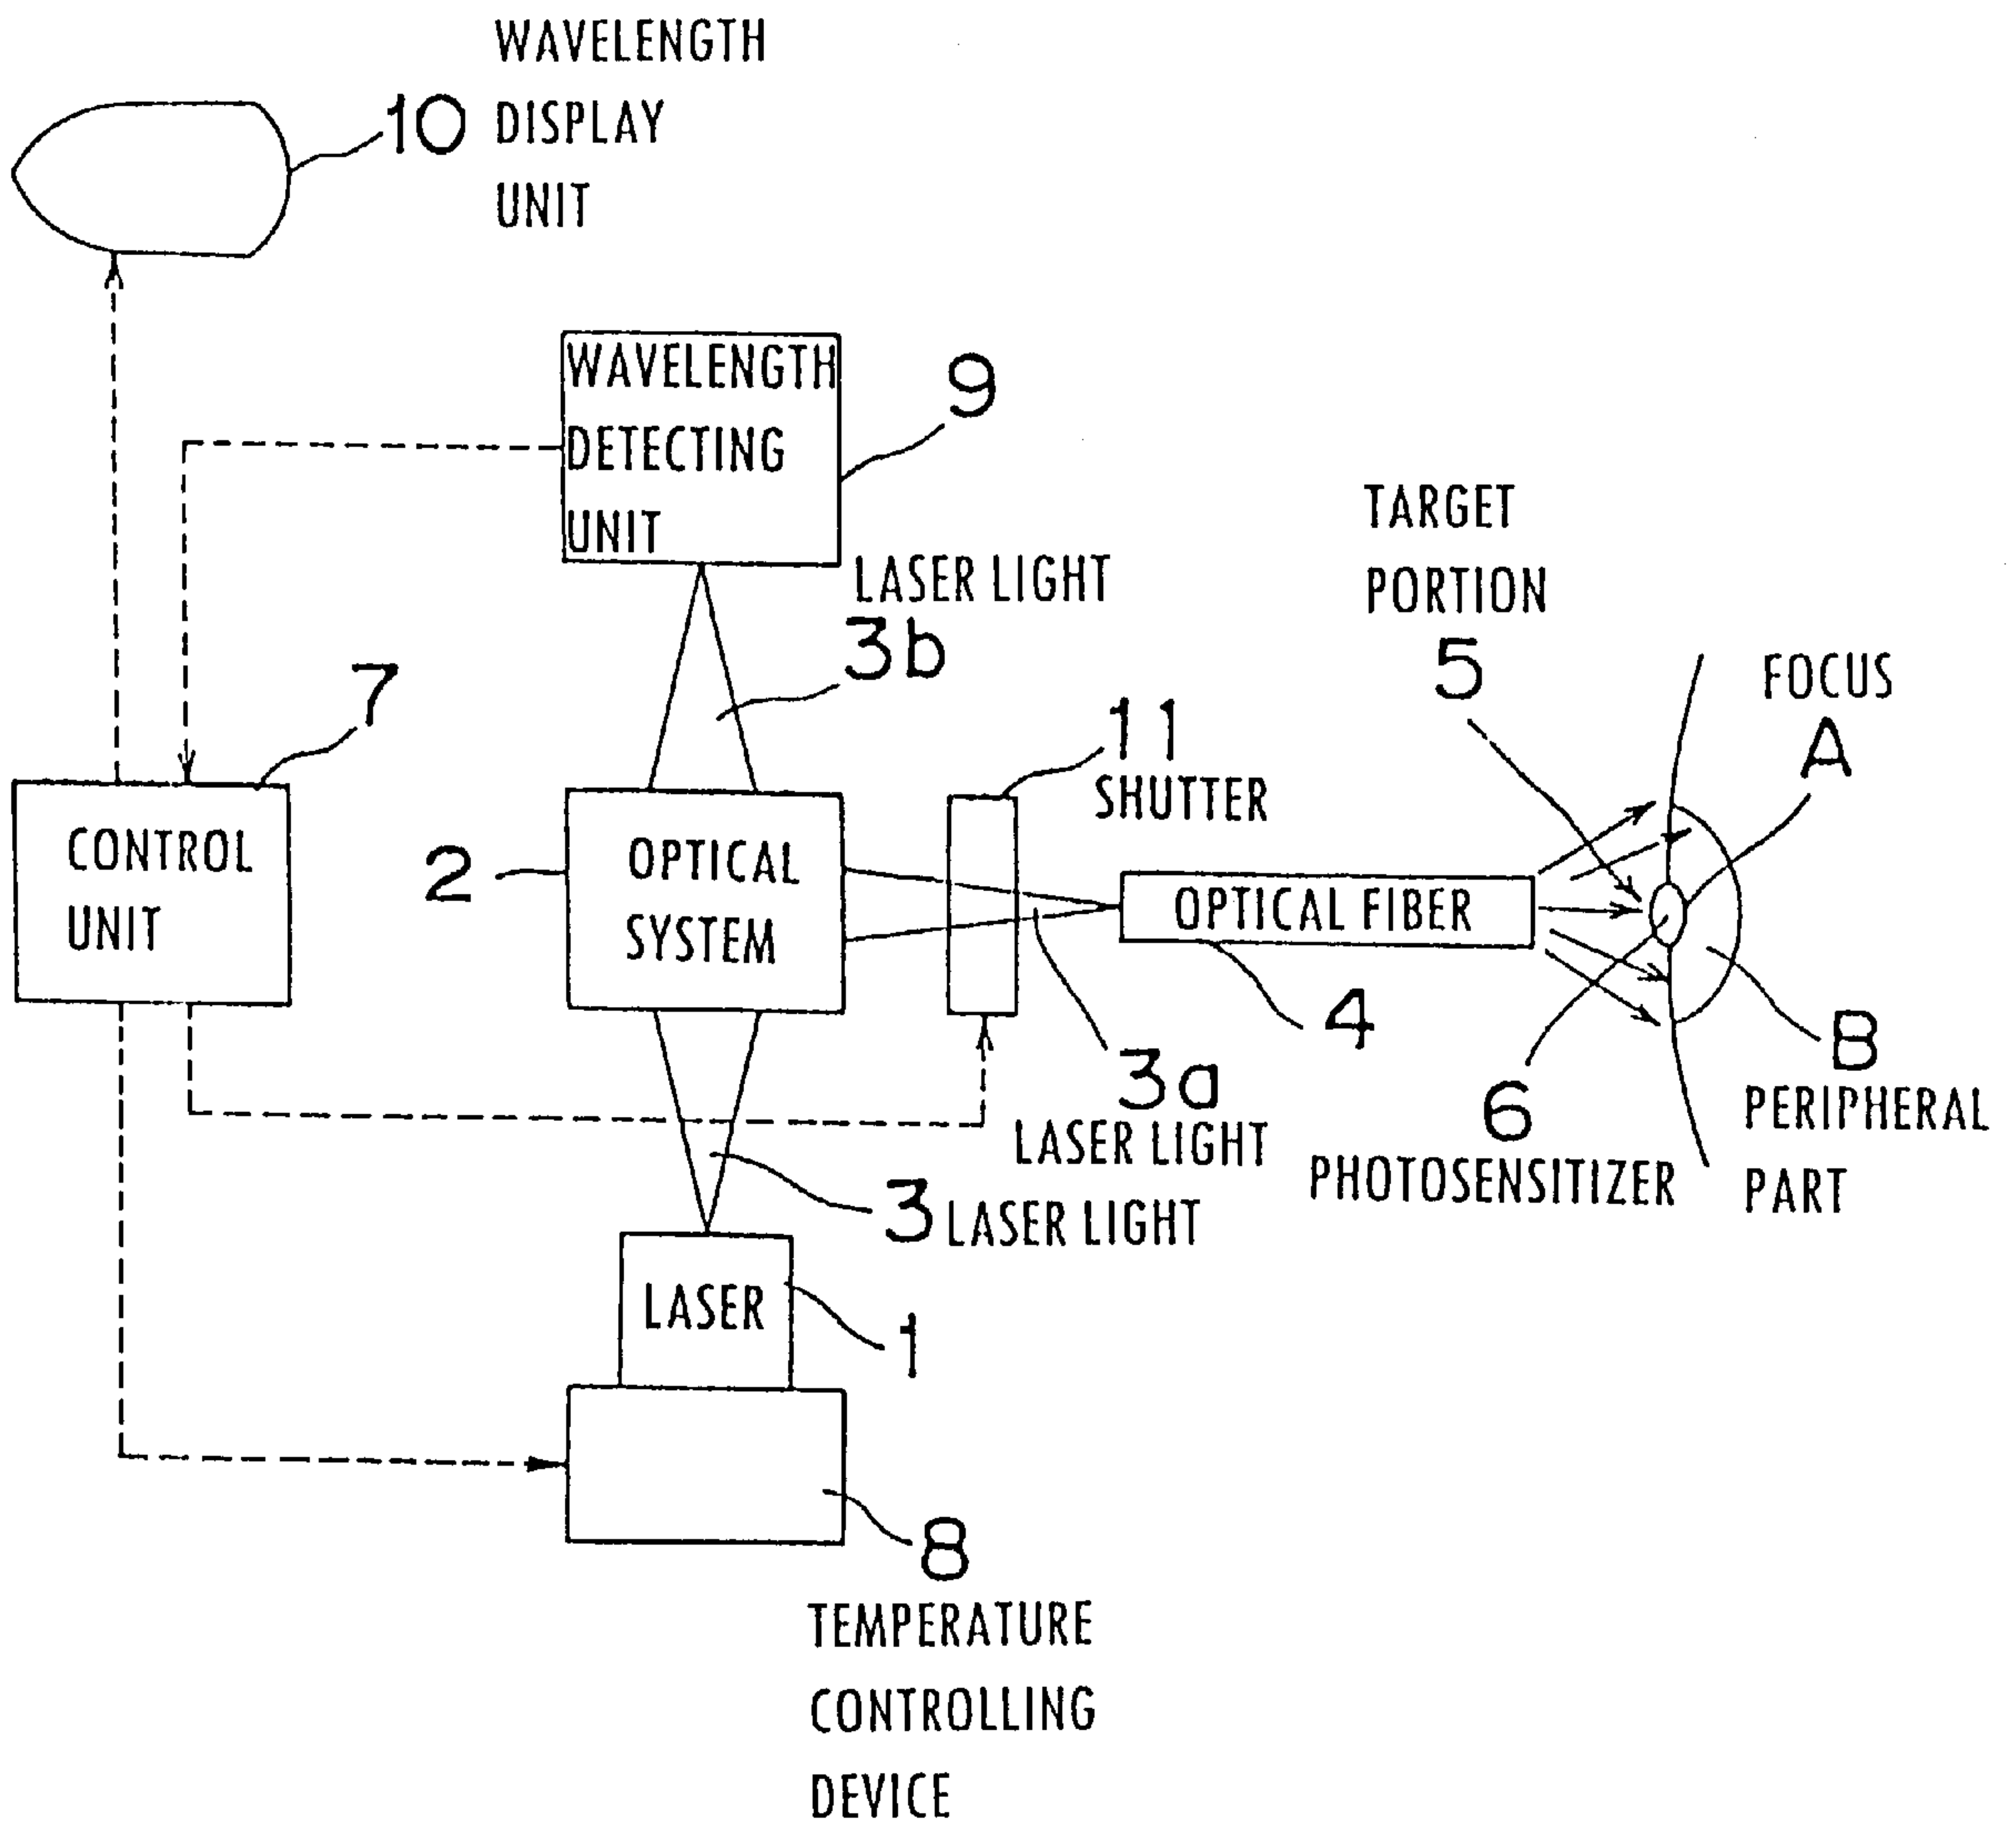 WAVELENGTH
10 DISPLAY
UNIT
WAVELENGTH
DETECTING
UNIT
9
LASER LIGHT
3b
TARGET
PORTION
5
FOCUS
A
7
11
SHUTTER
CONTROL
UNIT
2
OPTICAL
SYSTEM
OPTICAL FIBER
4
3a
LASER LIGHT
6
PHOTOSENSITIZER
B
PERIPHERAL
PART
3 LASER LIGHT
LASER
1
8
TEMPERATURE
CONTROLLING
DEVICE